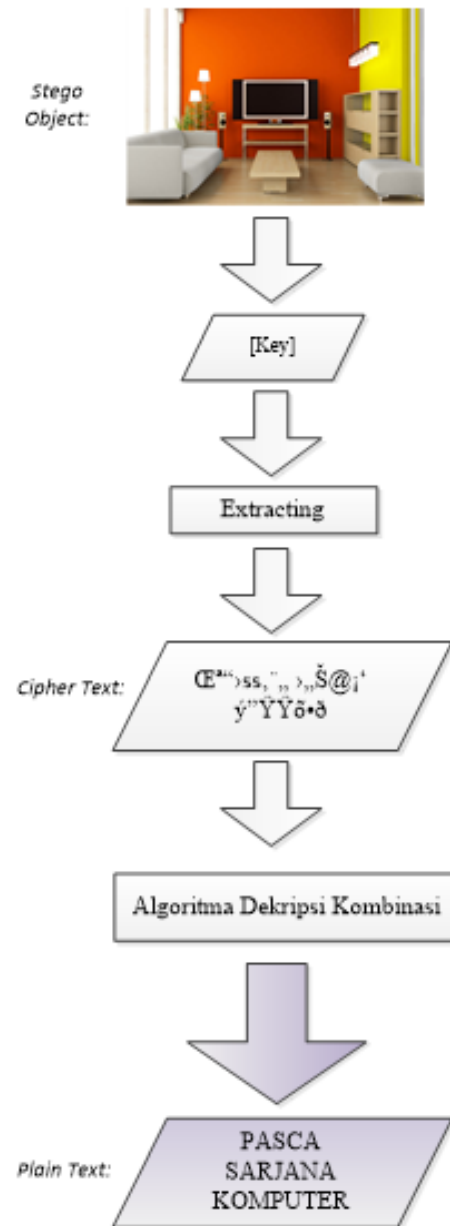 Stego
Object:
[Key]
Extracting
Cipher Text:
Plain Text:
Algoritma Dekripsi Kombinasi
PASCA
SARJANA
KOMPUTER